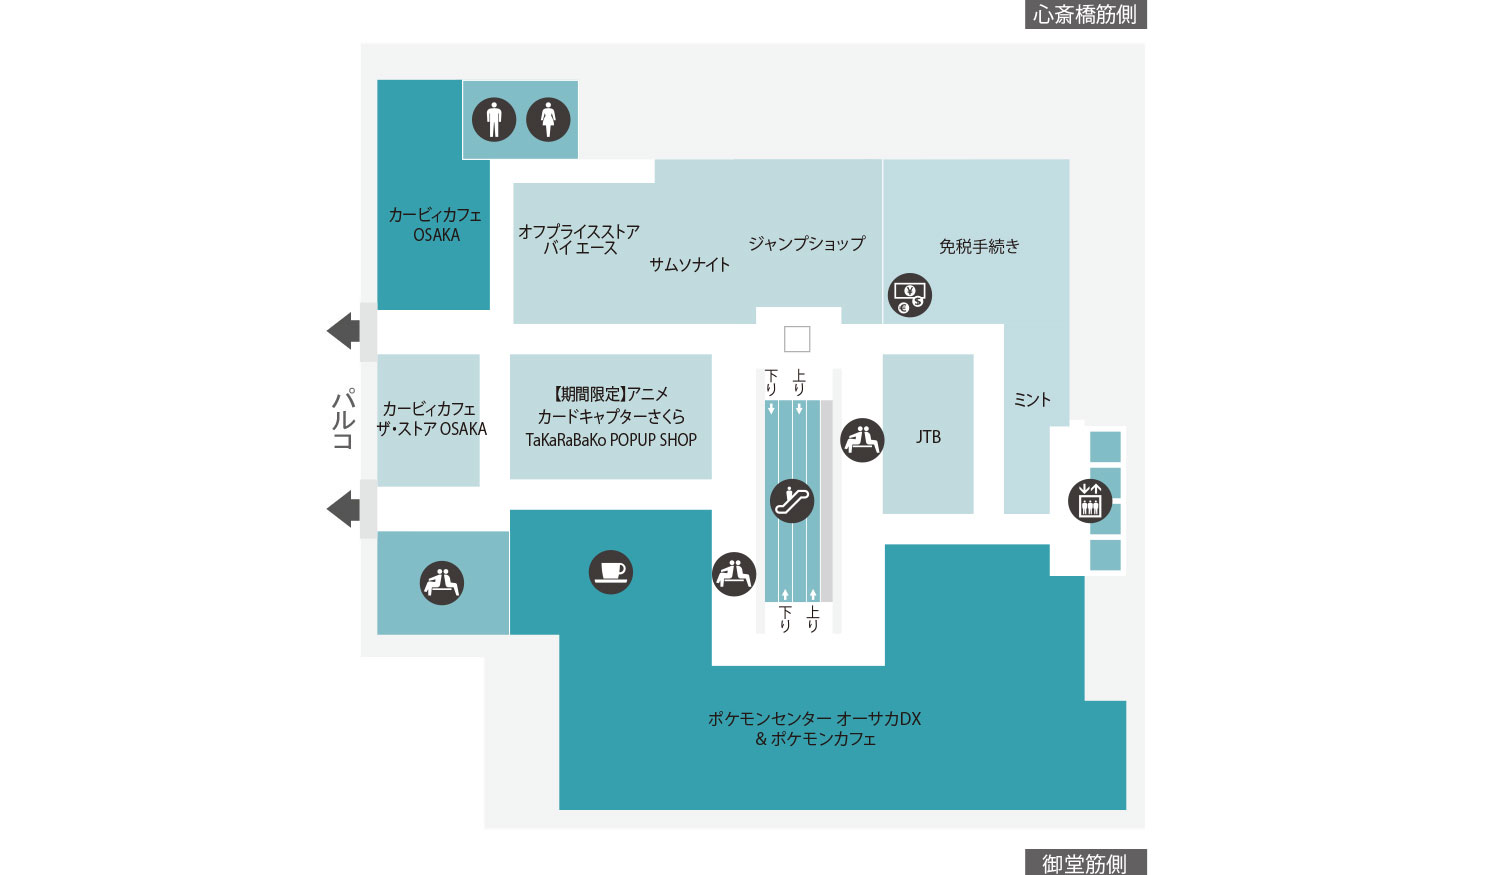 心斎橋筋側
カービィカフェ
OSAKA
オフプライスストア
バイ エース
サムソナイト
ジャンプショップ
免税手続き
¥
$
€
パルコ
カービィカフェ
ザ・ストア OSAKA
【期間限定】アニメ
カードキャプターさくら
TaKaRaBaKo POPUP SHOP
下り
上り
JTB
ミント
下り
上り
ポケモンセンター オーサカDX
& ポケモンカフェ
御堂筋側